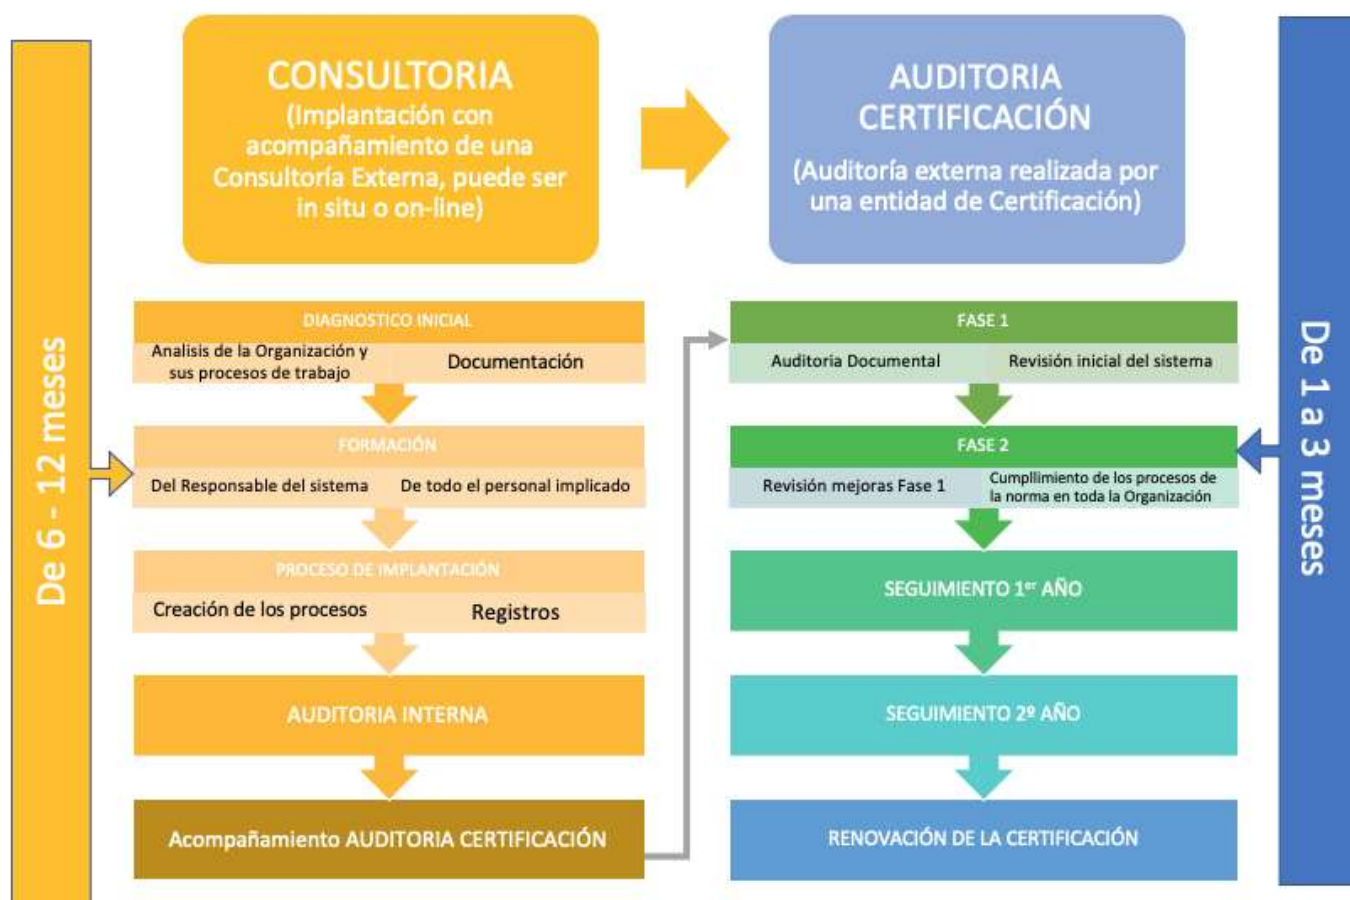 De 6 - 12 meses
CONSULTORIA
(Implantación con
acompañamiento de una
Consultoría Externa, puede ser
in situ o on-line)
DIAGNOSTICO INICIAL
Analisis de la Organización y
sus procesos de trabajo
Documentación
FORMACIÓN
Del Responsable del sistema
De todo el personal implicado
PROCESO DE IMPLANTACIÓN
Creación de los procesos
Registros
AUDITORIA INTERNA
Acompañamiento AUDITORIA CERTIFICACIÓN
AUDITORIA
CERTIFICACIÓN
(Auditoría externa realizada por
una entidad de Certificación)
FASE 1
Auditoria Documental
Revisión inicial del sistema
FASE 2
Revisión mejoras Fase 1
Cumpllimiento de los procesos de
la norma en toda la Organización
SEGUIMIENTO 1er AÑO
SEGUIMIENTO 2º AÑO
RENOVACIÓN DE LA CERTIFICACIÓN
De 1 a 3 meses